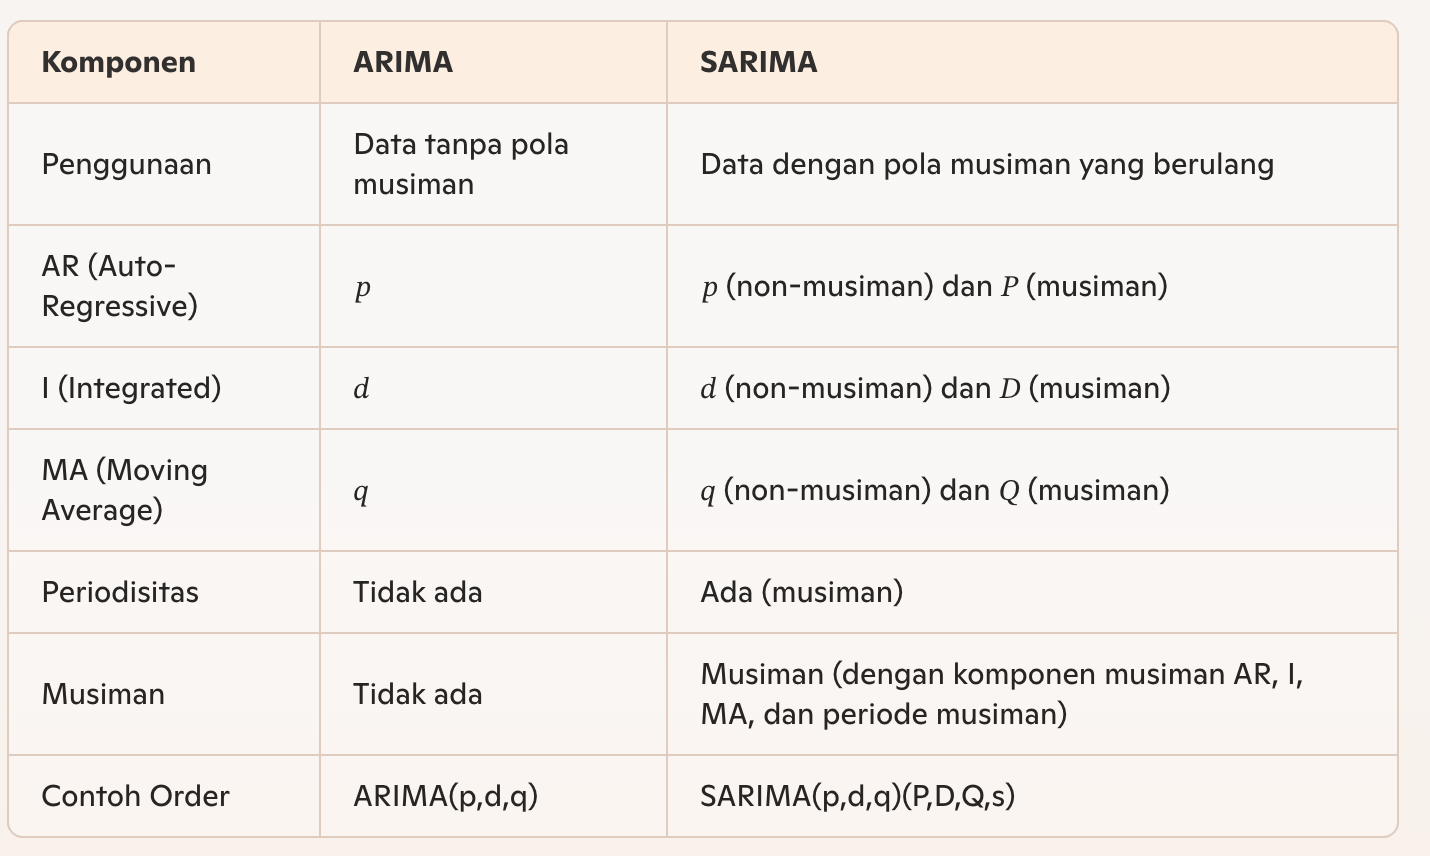 Komponen ARIMA SARIMA
Penggunaan
Data tanpa pola
musiman
Data dengan pola musiman yang berulang
AR (Auto-
Regressive)
p
p (non-musiman) dan P (musiman)
I (Integrated)
d
d (non-musiman) dan D (musiman)
MA (Moving
Average)
q
q (non-musiman) dan Q (musiman)
Periodisitas
Tidak ada
Ada (musiman)
Musiman
Tidak ada
Musiman (dengan komponen musiman AR, I,
MA, dan periode musiman)
Contoh Order
ARIMA(p,d,q)
SARIMA(p,d,q)(P,D,Q,s)